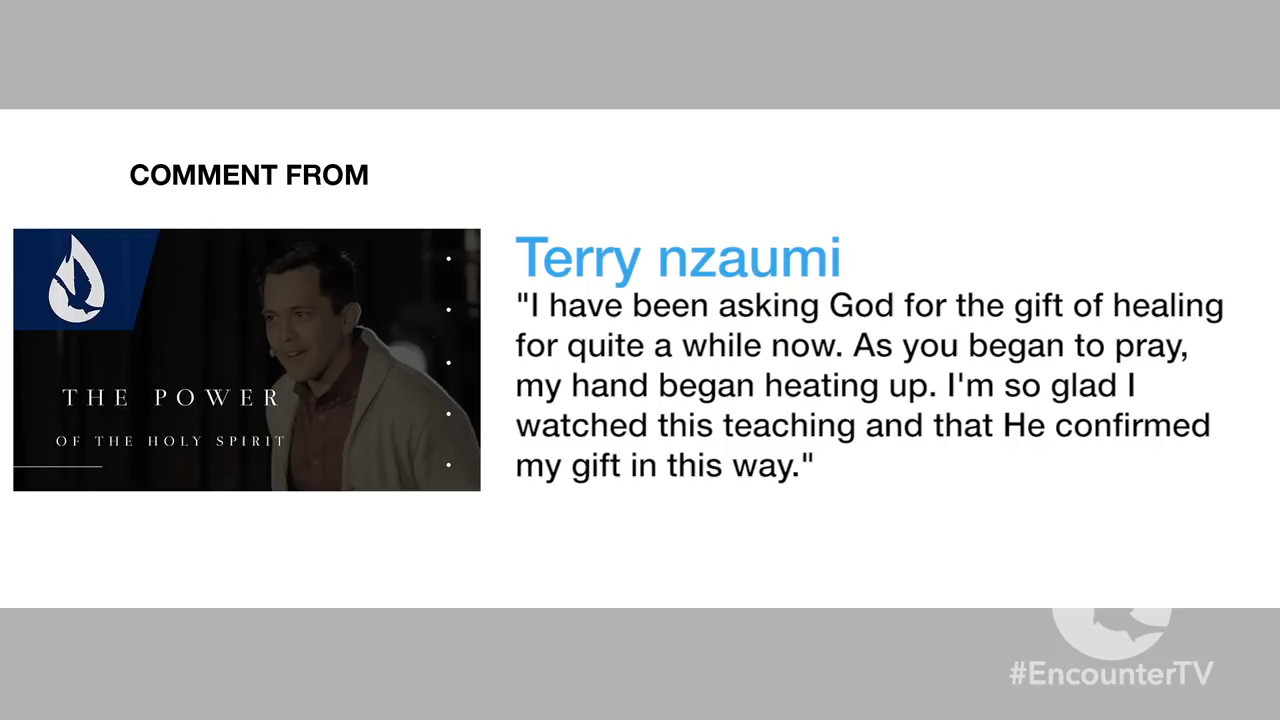 COMMENT FROM
THE POWER
OF THE HOLY SPIRIT
Terry nzaumi
"I have been asking God for the gift of healing
for quite a while now. As you began to pray,
my hand began heating up. I'm so glad I
watched this teaching and that He confirmed
my gift in this way."
#EncounterTV